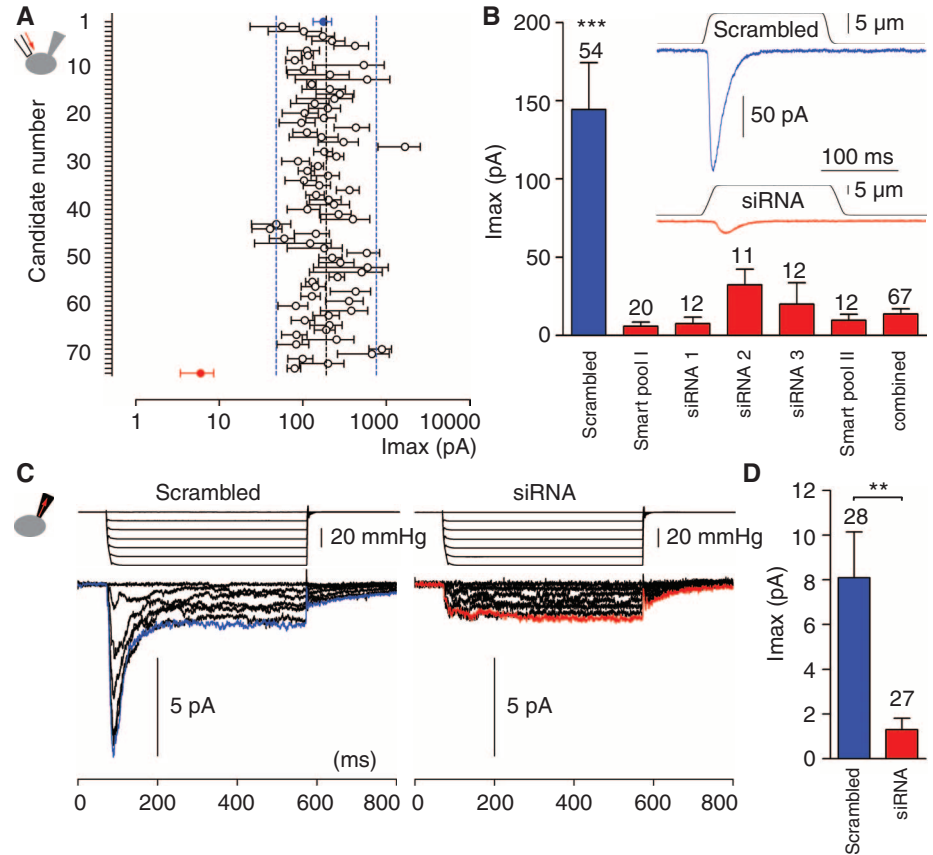 A
Candidate number
1
10
20
30
40
50
60
70
1 10 100 1000 10000
Imax (pA)
B
Imax (pA)
200
150
100
50
0
***
54
20
12
11
12
12
67
Scrambled
Smart pool I
siRNA 1
siRNA 2
siRNA 3
Smart pool II
combined
Scrambled
5 µm
50 pA
100 ms
siRNA
5 µm
C
Scrambled
20 mmHg
5 pA
(ms)
0 200 400 600 800
siRNA
20 mmHg
5 pA
0 200 400 600 800
D
Imax (pA)
12
10
8
6
4
2
0
**
28
27
Scrambled
siRNA